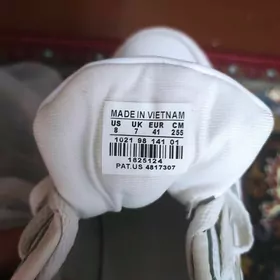 MADE IN VIETNAM
US UK EUR CM
8 7 41 255
1021 98 141 01
1825124
PAT.US 4817307